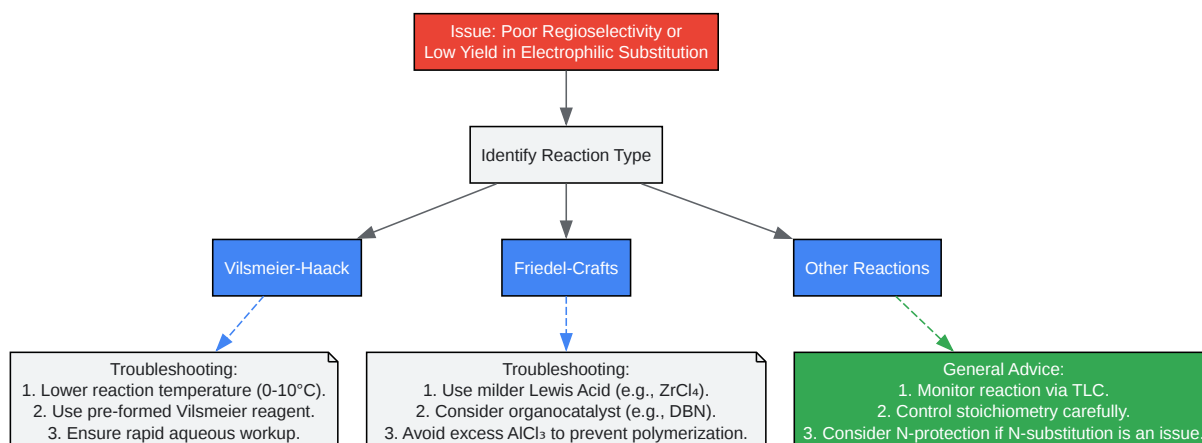 Issue: Poor Regioselectivity or
Low Yield in Electrophilic Substitution
Identify Reaction Type
Vilsmeier-Haack
Friedel-Crafts
Other Reactions
Troubleshooting:
1. Lower reaction temperature (0-10°C).
2. Use pre-formed Vilsmeier reagent.
3. Ensure rapid aqueous workup.
Troubleshooting:
1. Use milder Lewis Acid (e.g., ZrCl₄).
2. Consider organocatalyst (e.g., DBN).
3. Avoid excess AlCl₃ to prevent polymerization.
General Advice:
1. Monitor reaction via TLC.
2. Control stoichiometry carefully.
3. Consider N-protection if N-substitution is an issue.